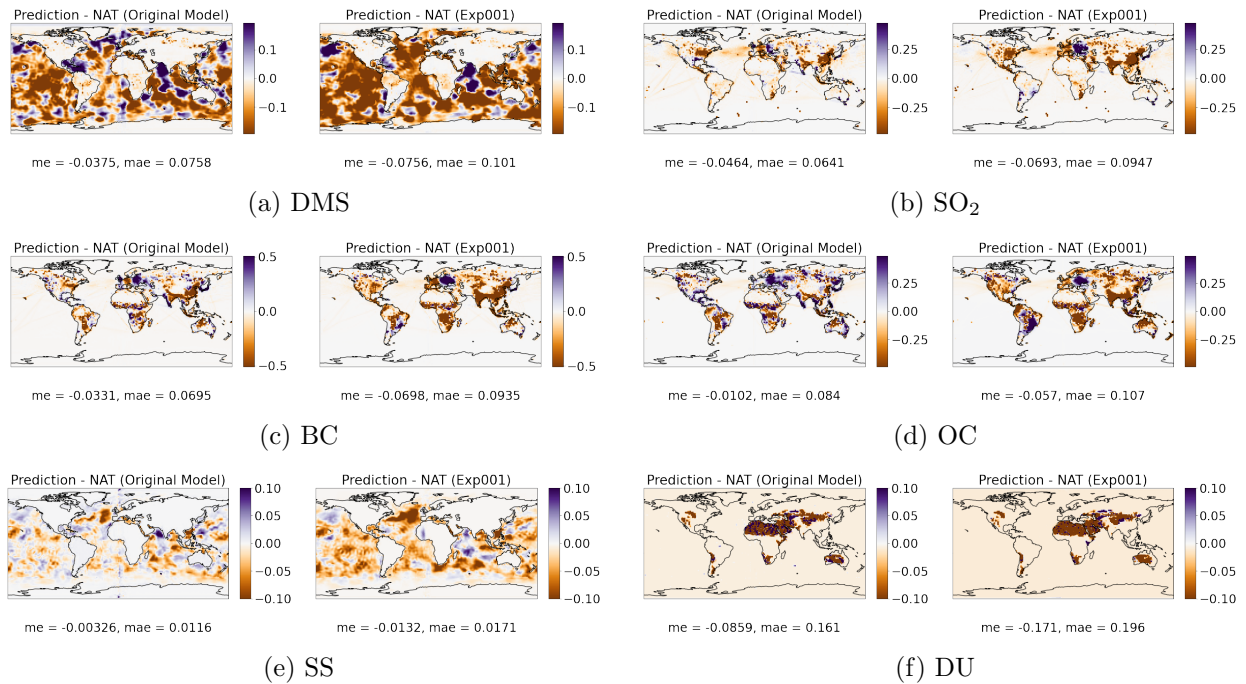 Prediction - NAT (Original Model)
0.1
0.0
−0.1
me = -0.0375, mae = 0.0758
Prediction - NAT (Exp001)
0.1
0.0
−0.1
me = -0.0756, mae = 0.101
(a) DMS
Prediction - NAT (Original Model)
0.25
0.00
−0.25
me = -0.0464, mae = 0.0641
Prediction - NAT (Exp001)
0.25
0.00
−0.25
me = -0.0693, mae = 0.0947
(b) SO₂
Prediction - NAT (Original Model)
0.5
0.0
−0.5
me = -0.0331, mae = 0.0695
Prediction - NAT (Exp001)
0.5
0.0
−0.5
me = -0.0698, mae = 0.0935
(c) BC
Prediction - NAT (Original Model)
0.25
0.00
−0.25
me = -0.0102, mae = 0.084
Prediction - NAT (Exp001)
0.25
0.00
−0.25
me = -0.057, mae = 0.107
(d) OC
Prediction - NAT (Original Model)
0.10
0.05
0.00
−0.05
−0.10
me = -0.00326, mae = 0.0116
Prediction - NAT (Exp001)
0.10
0.05
0.00
−0.05
−0.10
me = -0.0132, mae = 0.0171
(e) SS
Prediction - NAT (Original Model)
0.10
0.05
0.00
−0.05
−0.10
me = -0.0859, mae = 0.161
Prediction - NAT (Exp001)
0.10
0.05
0.00
−0.05
−0.10
me = -0.171, mae = 0.196
(f) DU